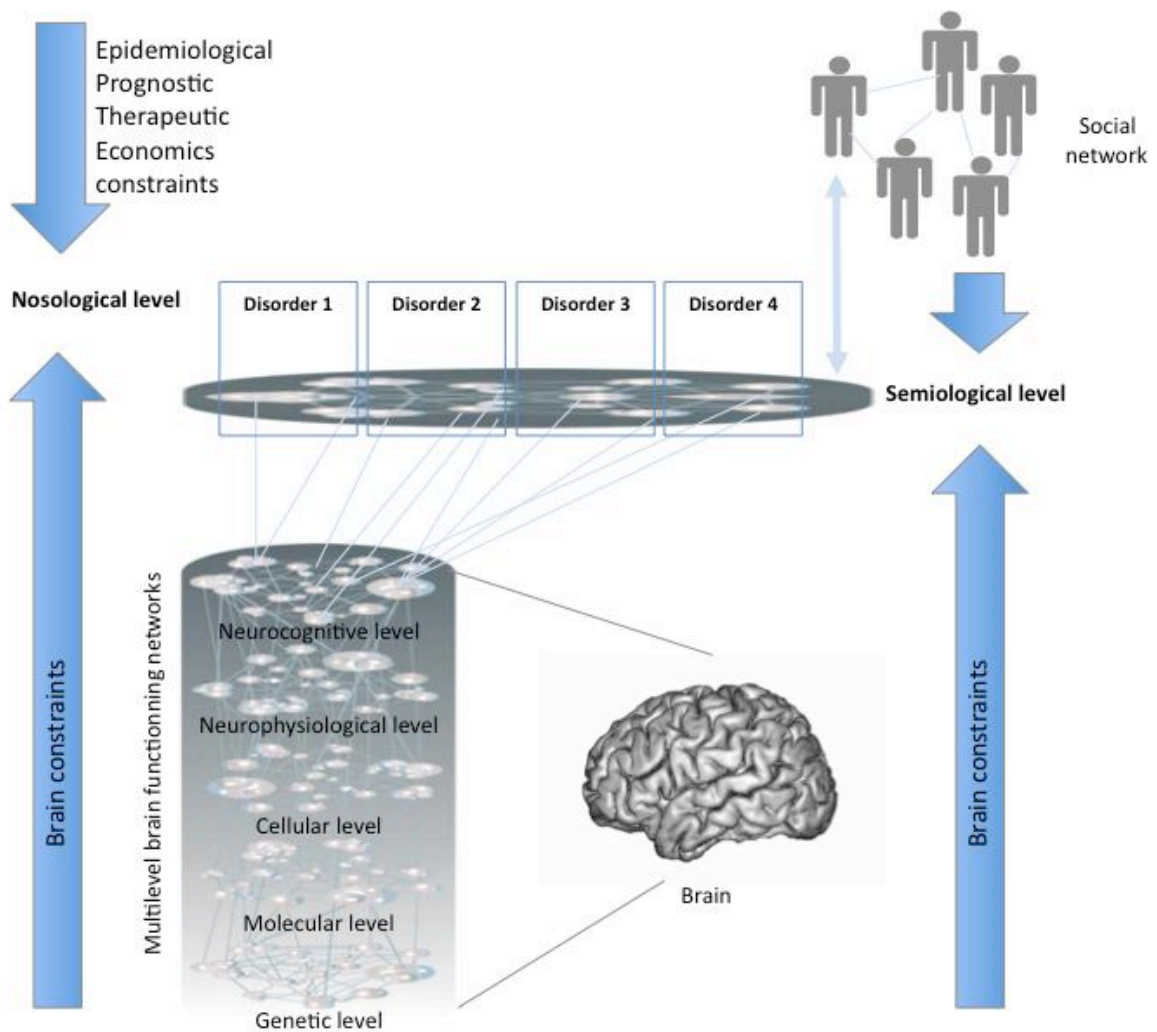 Epidemiological
Prognostic
Therapeutic
Economics
constraints
Social
network
Nosological level
Disorder 1
Disorder 2
Disorder 3
Disorder 4
Semiological level
Multilevel brain functionning networks
Brain constraints
Neurocognitive level
Neurophysiological level
Cellular level
Molecular level
Genetic level
Brain
Brain constraints